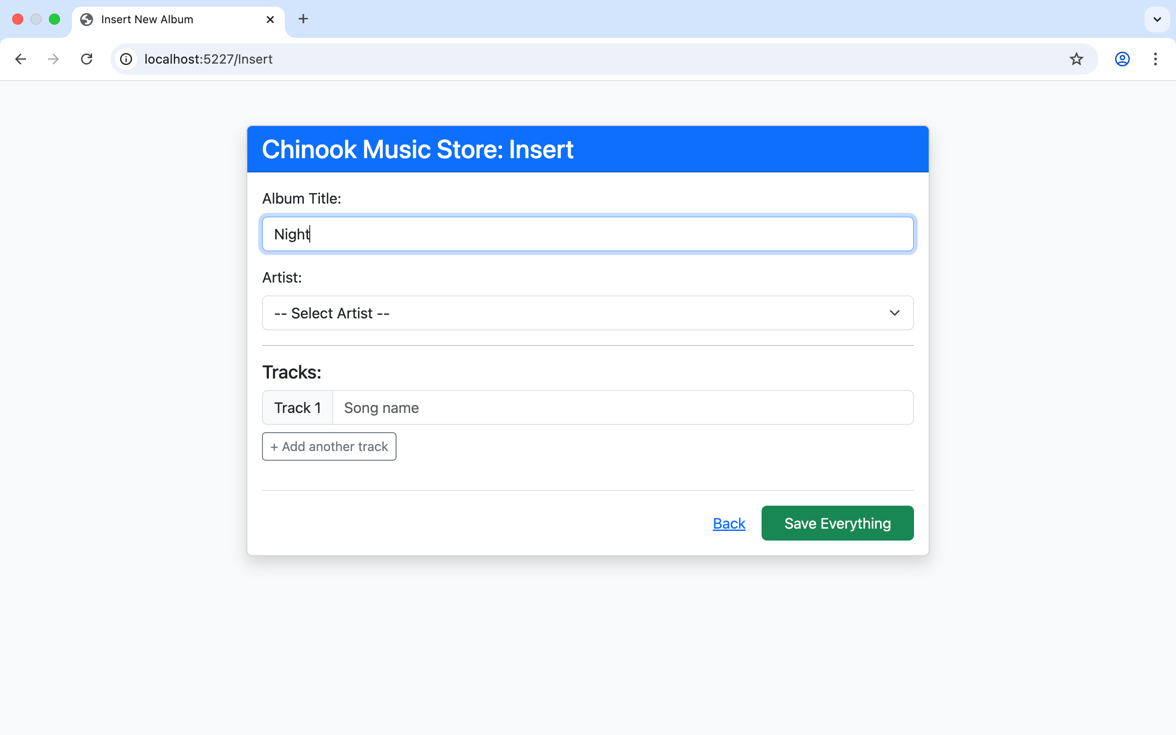 Insert New Album
localhost:5227/Insert
Chinook Music Store: Insert
Album Title:
Night
Artist:
-- Select Artist --
Tracks:
Track 1 Song name
+ Add another track
Back Save Everything